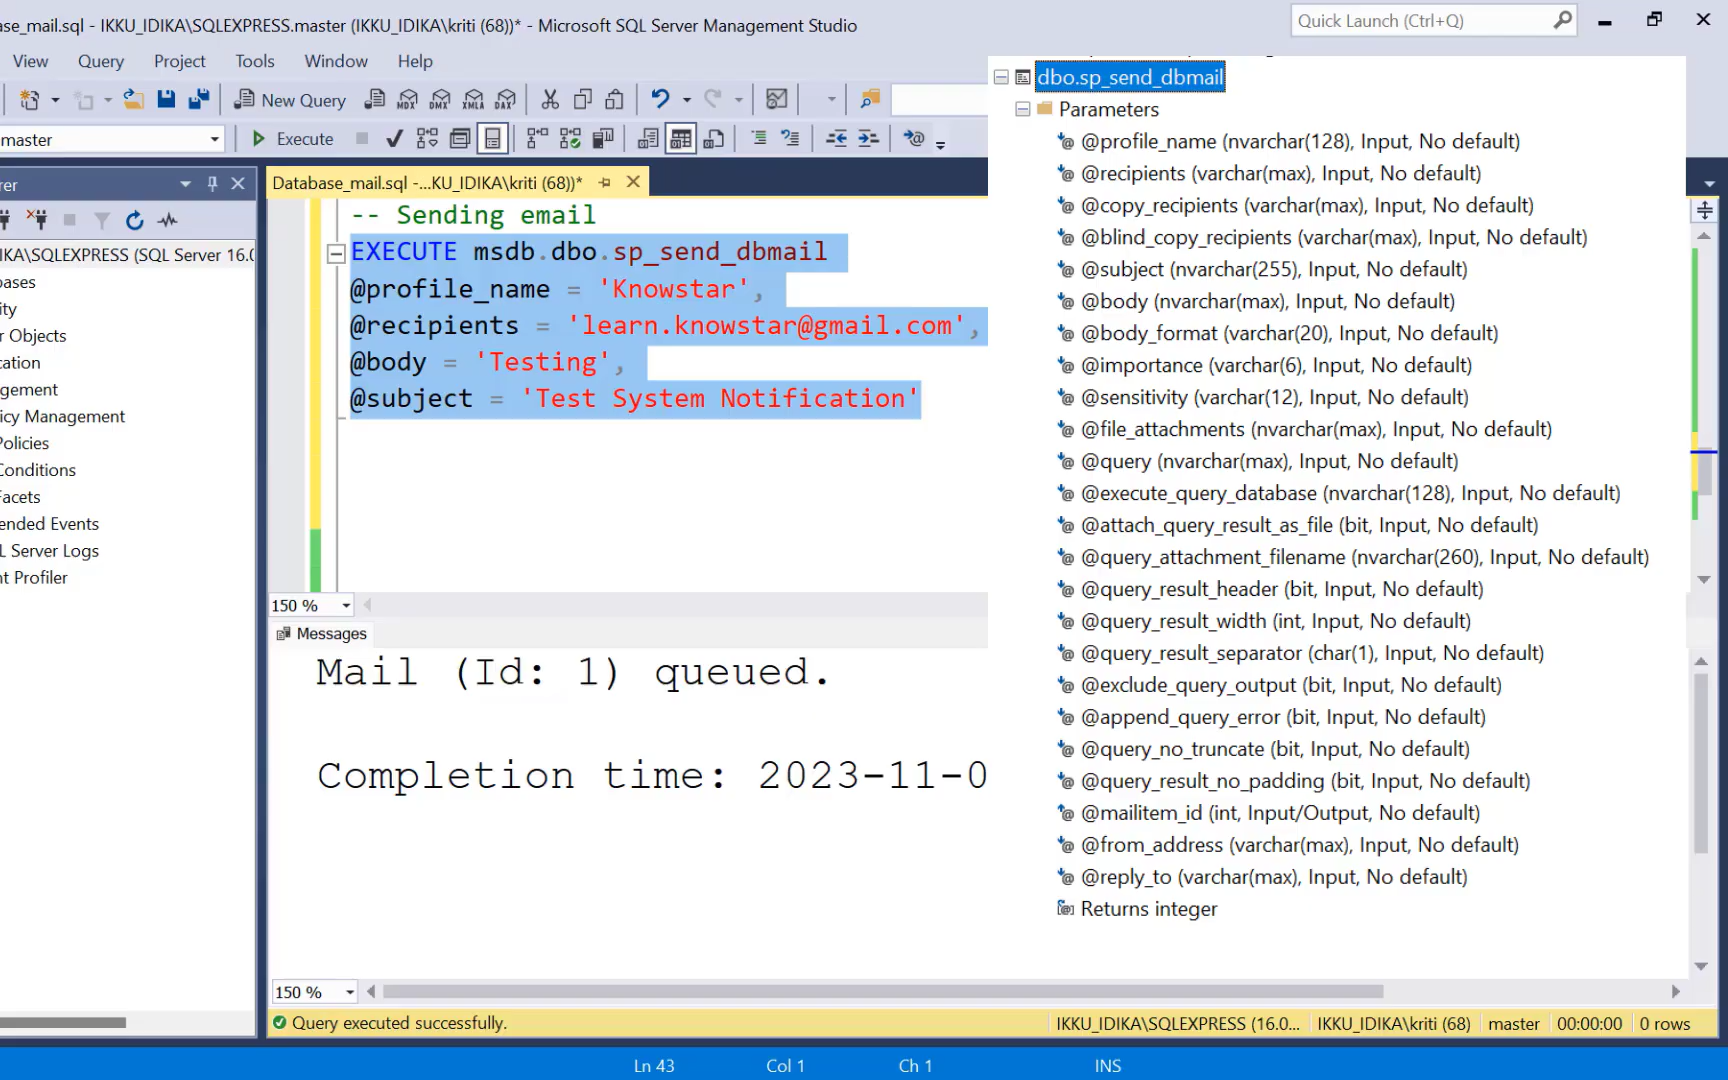 se_mail.sql - IKKU_IDIKA\SQLEXPRESS.master (IKKU_IDIKA\kriti (68))* - Microsoft SQL Server Management Studio
Quick Launch (Ctrl+Q)
View Query Project Tools Window Help
New Query MDX DMX XMLA DAX
master Execute
rer
Database_mail.sql -...KU_IDIKA\kriti (68))*
IKA\SQLEXPRESS (SQL Server 16.0
bases
ity
r Objects
cation
gement
icy Management
Policies
Conditions
Facets
ended Events
L Server Logs
nt Profiler
-- Sending email
EXECUTE msdb.dbo.sp_send_dbmail
@profile_name = 'Knowstar',
@recipients = 'learn.knowstar@gmail.com',
@body = 'Testing',
@subject = 'Test System Notification'
150 %
Messages
Mail (Id: 1) queued.
Completion time: 2023-11-0
150 %
dbo.sp_send_dbmail
Parameters
@profile_name (nvarchar(128), Input, No default)
@recipients (varchar(max), Input, No default)
@copy_recipients (varchar(max), Input, No default)
@blind_copy_recipients (varchar(max), Input, No default)
@subject (nvarchar(255), Input, No default)
@body (nvarchar(max), Input, No default)
@body_format (varchar(20), Input, No default)
@importance (varchar(6), Input, No default)
@sensitivity (varchar(12), Input, No default)
@file_attachments (nvarchar(max), Input, No default)
@query (nvarchar(max), Input, No default)
@execute_query_database (nvarchar(128), Input, No default)
@attach_query_result_as_file (bit, Input, No default)
@query_attachment_filename (nvarchar(260), Input, No default)
@query_result_header (bit, Input, No default)
@query_result_width (int, Input, No default)
@query_result_separator (char(1), Input, No default)
@exclude_query_output (bit, Input, No default)
@append_query_error (bit, Input, No default)
@query_no_truncate (bit, Input, No default)
@query_result_no_padding (bit, Input, No default)
@mailitem_id (int, Input/Output, No default)
@from_address (varchar(max), Input, No default)
@reply_to (varchar(max), Input, No default)
Returns integer
Query executed successfully. IKKU_IDIKA\SQLEXPRESS (16.0... IKKU_IDIKA\kriti (68) master 00:00:00 0 rows
Ln 43 Col 1 Ch 1 INS